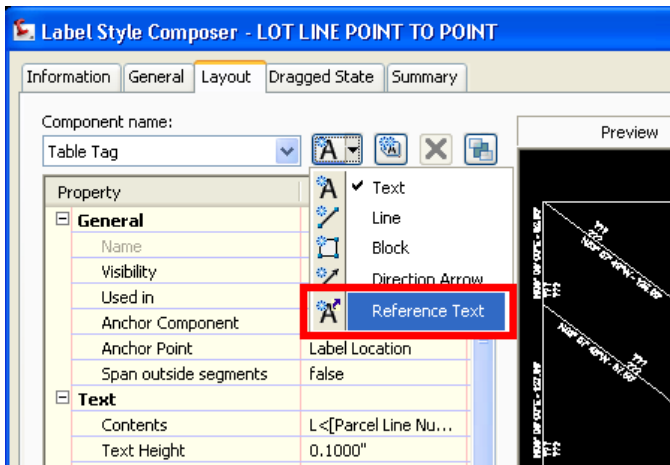 Label Style Composer - LOT LINE POINT TO POINT
Information General Layout Dragged State Summary
Component name:
Table Tag
Preview
Property
Text
Line
Block
Direction Arrow
Reference Text
General
Name
Visibility
Used in
Anchor Component
Anchor Point Label Location
Span outside segments false
Text
Contents L<[Parcel Line Nu...
Text Height 0.1000"
???
???
???
???
???
???